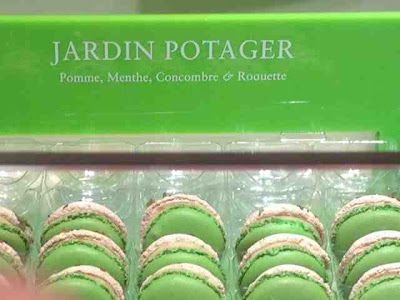 JARDIN POTAGER
Pomme, Menthe, Concombre & Roquette